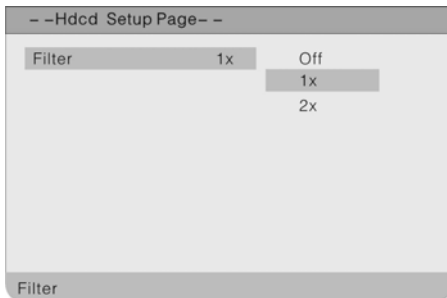 – –Hdcd Setup Page– –
Filter 1x Off
1x
2x
Filter